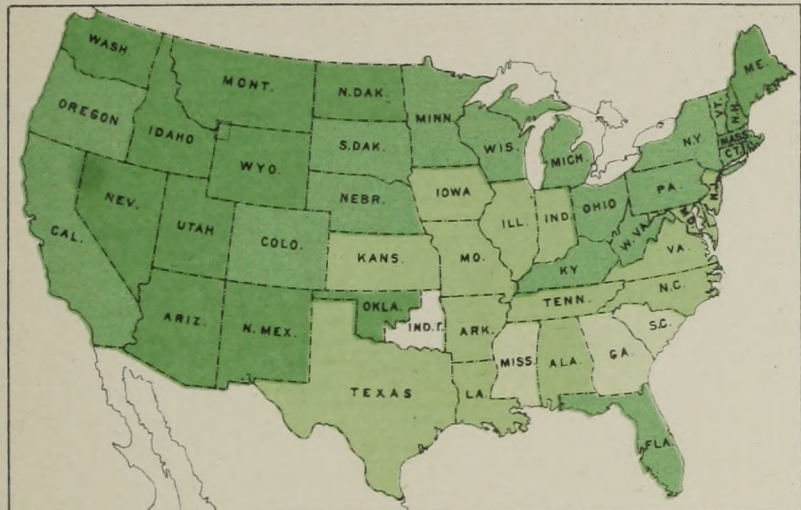 WASH.
MONT.
N.DAK.
MINN.
ME.
OREGON
IDAHO
S.DAK.
WIS.
MICH.
N.Y.
VT.
N.H.
MASS.
CT.
WYO.
NEBR.
IOWA
PA.
NEV.
UTAH
COLO.
ILL.
IND.
OHIO
W.VA.
N.J.
CAL.
KANS.
MO.
KY.
VA.
ARIZ.
N.MEX.
OKLA.
IND.T.
ARK.
TENN.
N.C.
S.C.
TEXAS
LA.
MISS.
ALA.
GA.
FLA.